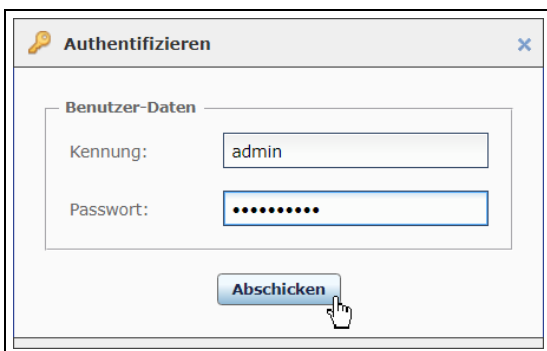 Authentifizieren
Benutzer-Daten
Kennung: admin
Passwort: ••••••••••
Abschicken